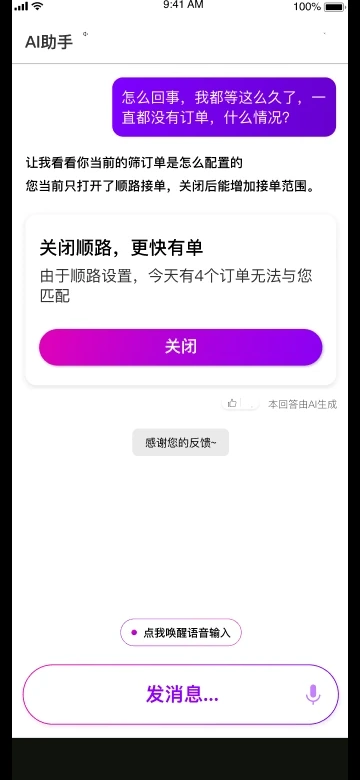 9:41 AM
100%
AI助手
怎么回事，我都等这么久了，一
直都没有订单，什么情况？
让我看看你当前的筛订单是怎么配置的
您当前只打开了顺路接单，关闭后能增加接单范围。
关闭顺路，更快有单
由于顺路设置，今天有4个订单无法与您
匹配
关闭
本回答由AI生成
感谢您的反馈~
点我唤醒语音输入
发消息...